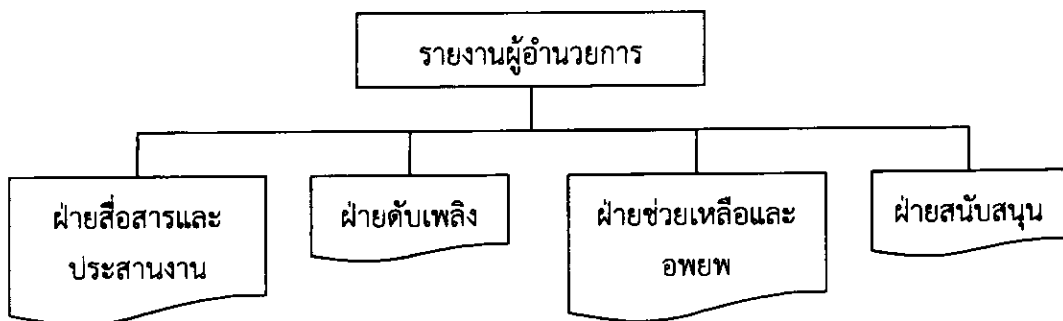 รายงานผู้อำนวยการ
ฝ่ายสื่อสารและ
ประสานงาน
ฝ่ายดับเพลิง
ฝ่ายช่วยเหลือและ
อพยพ
ฝ่ายสนับสนุน